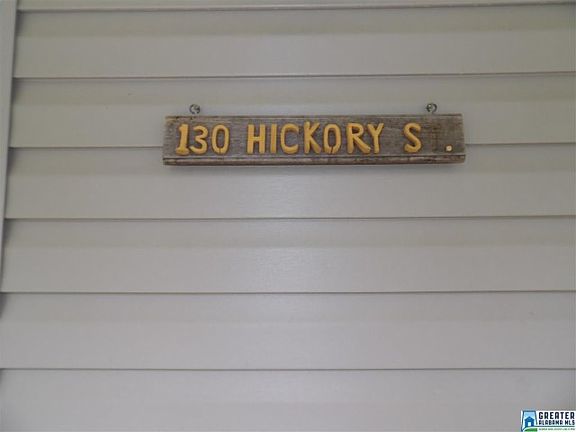 130 HICKORY S .
GREATER
ALABAMA MLS